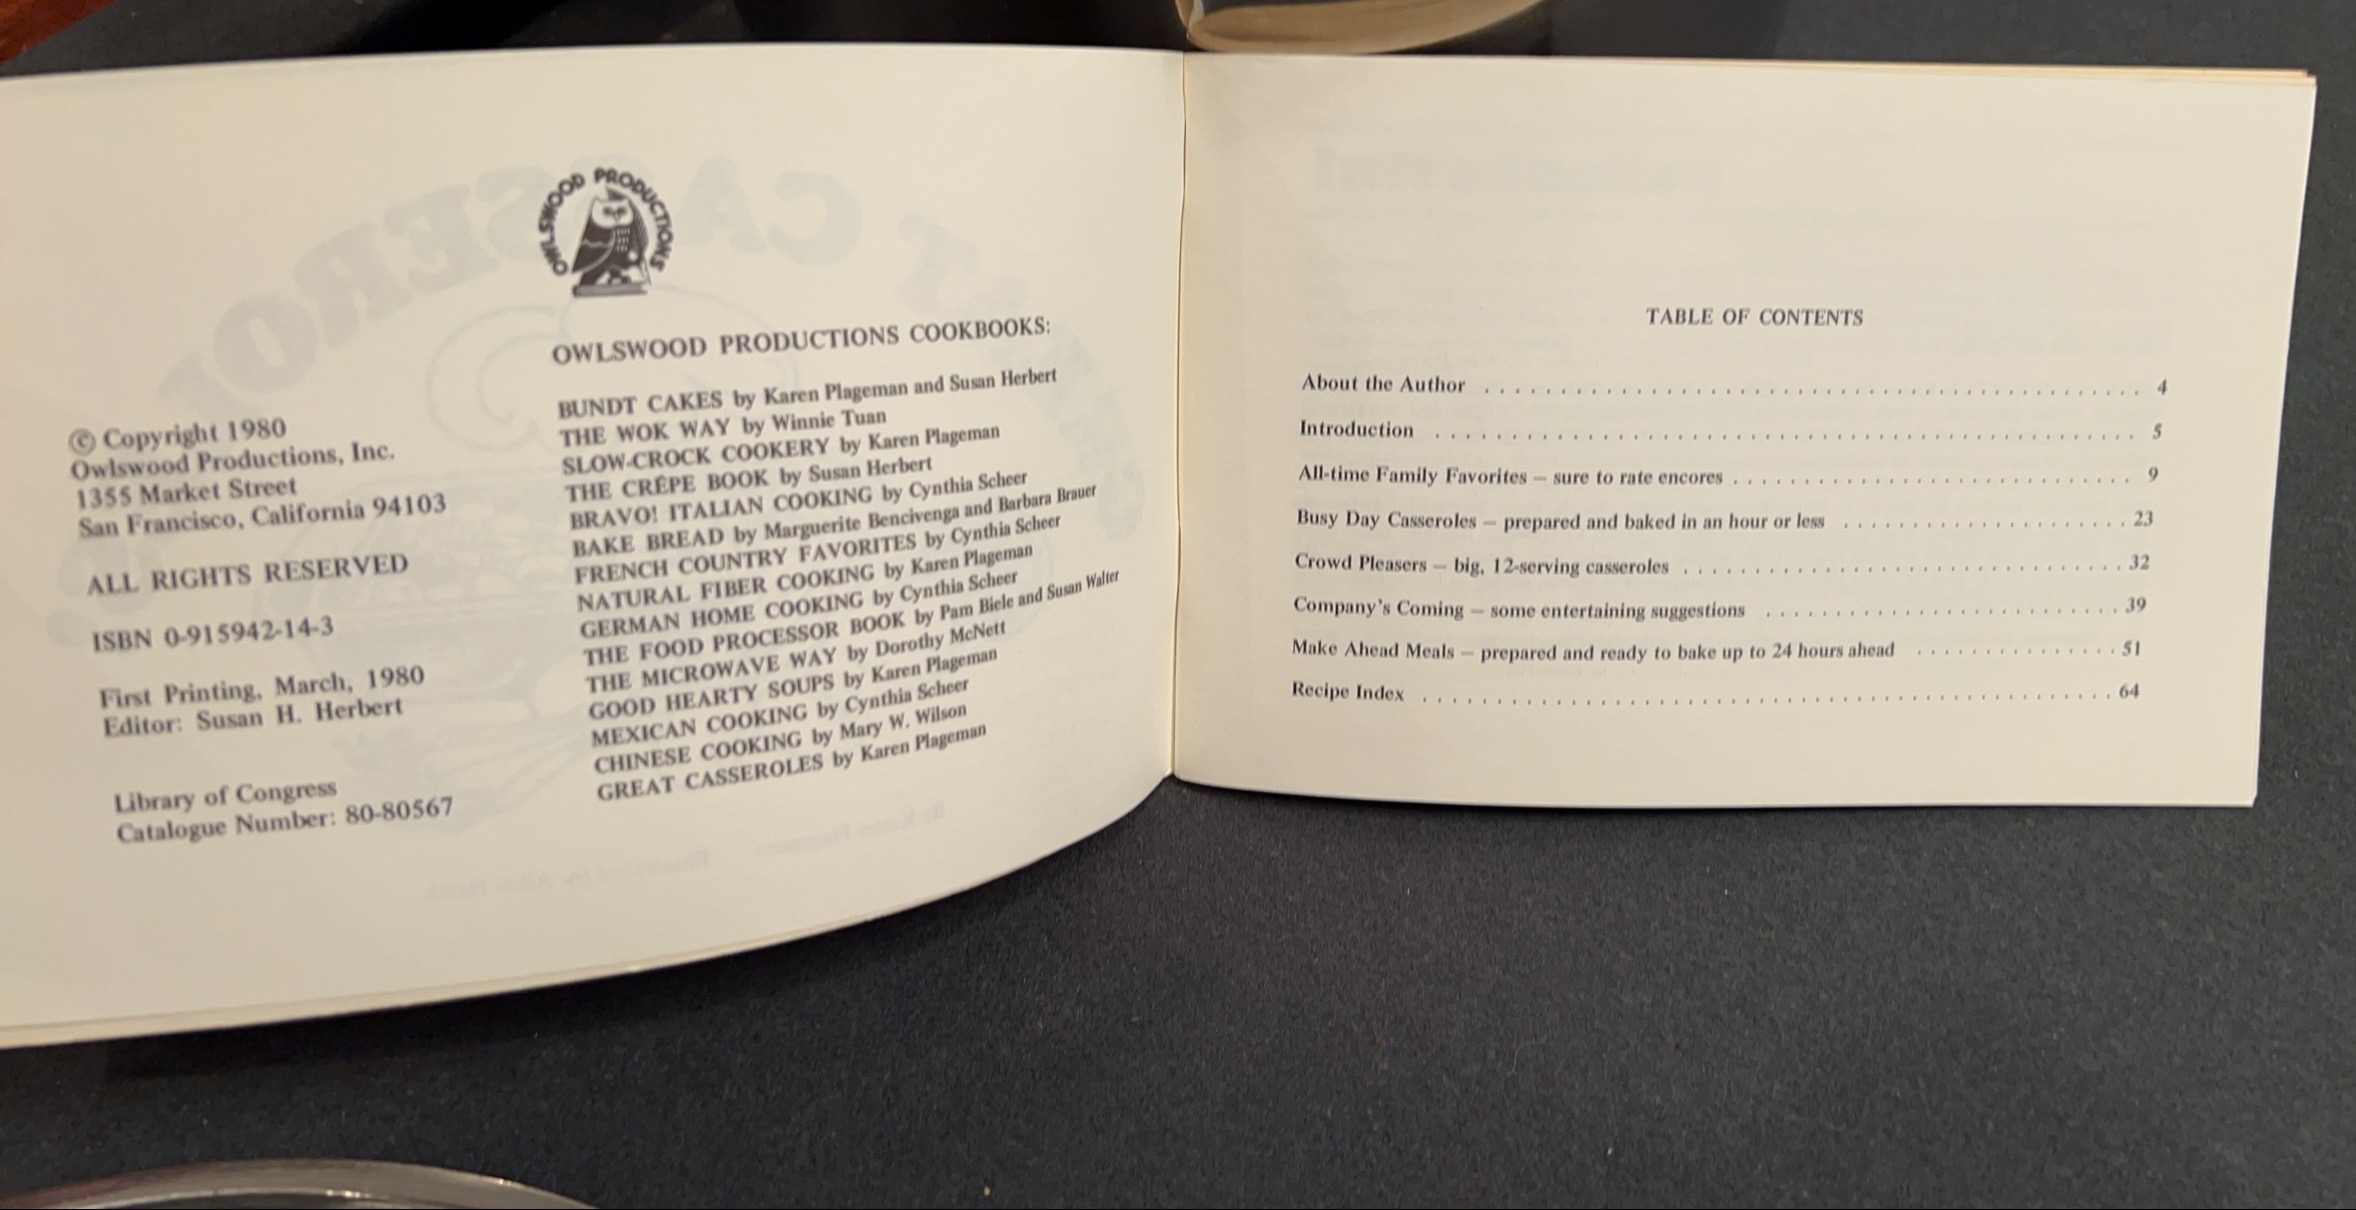 © Copyright 1980
Owlswood Productions, Inc.
1355 Market Street
San Francisco, California 94103
ALL RIGHTS RESERVED
ISBN 0-915942-14-3
First Printing, March, 1980
Editor: Susan H. Herbert
Library of Congress
Catalogue Number: 80-80567
OWLSWOOD PRODUCTIONS
OWLSWOOD PRODUCTIONS COOKBOOKS:
BUNDT CAKES by Karen Plageman and Susan Herbert
THE WOK WAY by Winnie Tuan
SLOW-CROCK COOKERY by Karen Plageman
THE CRÊPE BOOK by Susan Herbert
BRAVO! ITALIAN COOKING by Cynthia Scheer
BAKE BREAD by Marguerite Bencivenga and Barbara Brauer
FRENCH COUNTRY FAVORITES by Cynthia Scheer
NATURAL FIBER COOKING by Karen Plageman
GERMAN HOME COOKING by Cynthia Scheer
THE FOOD PROCESSOR BOOK by Pam Biele and Susan Walter
THE MICROWAVE WAY by Dorothy McNett
GOOD HEARTY SOUPS by Karen Plageman
MEXICAN COOKING by Cynthia Scheer
CHINESE COOKING by Mary W. Wilson
GREAT CASSEROLES by Karen Plageman
TABLE OF CONTENTS
About the Author . . . . . . . . . . 4
Introduction . . . . . . . . . . 5
All-time Family Favorites — sure to rate encores . . . . . . . . . . 9
Busy Day Casseroles — prepared and baked in an hour or less . . . . . . . . . . 23
Crowd Pleasers — big, 12-serving casseroles . . . . . . . . . . 32
Company's Coming — some entertaining suggestions . . . . . . . . . . 39
Make Ahead Meals — prepared and ready to bake up to 24 hours ahead . . . . . . . . . . 51
Recipe Index . . . . . . . . . . 64